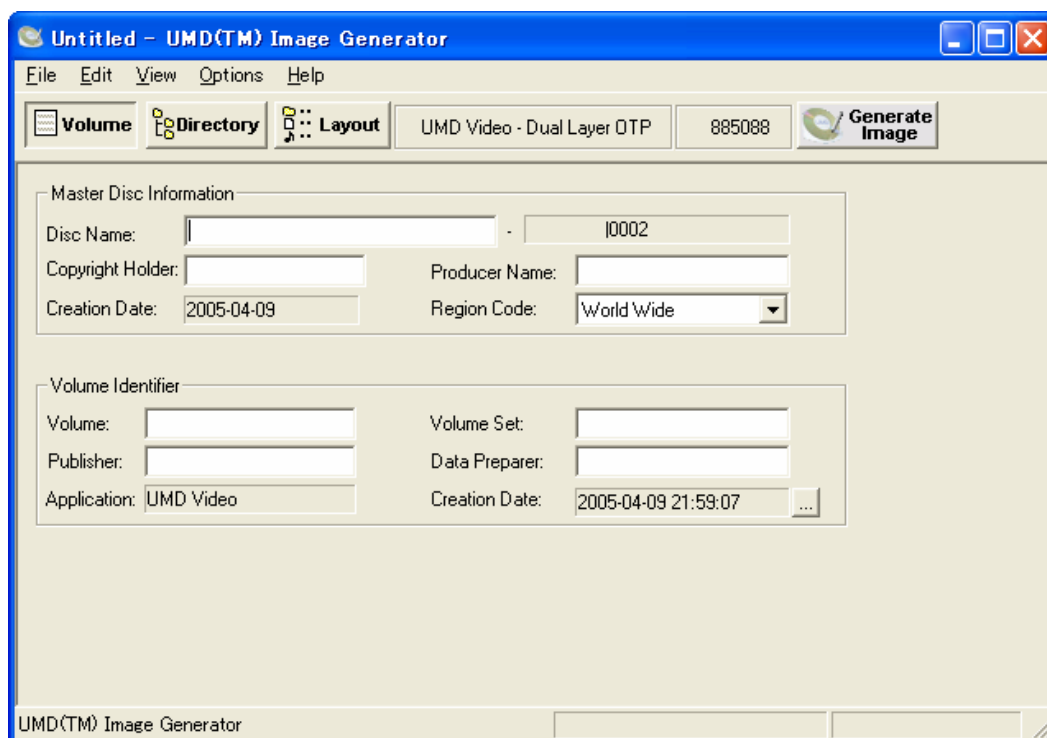 Untitled - UMD(TM) Image Generator
File Edit View Options Help
Volume Directory Layout UMD Video - Dual Layer OTP 885088 Generate Image
Master Disc Information
Disc Name: - |0002
Copyright Holder: Producer Name:
Creation Date: 2005-04-09 Region Code: World Wide
Volume Identifier
Volume: Volume Set:
Publisher: Data Preparer:
Application: UMD Video Creation Date: 2005-04-09 21:59:07 ...
UMD(TM) Image Generator